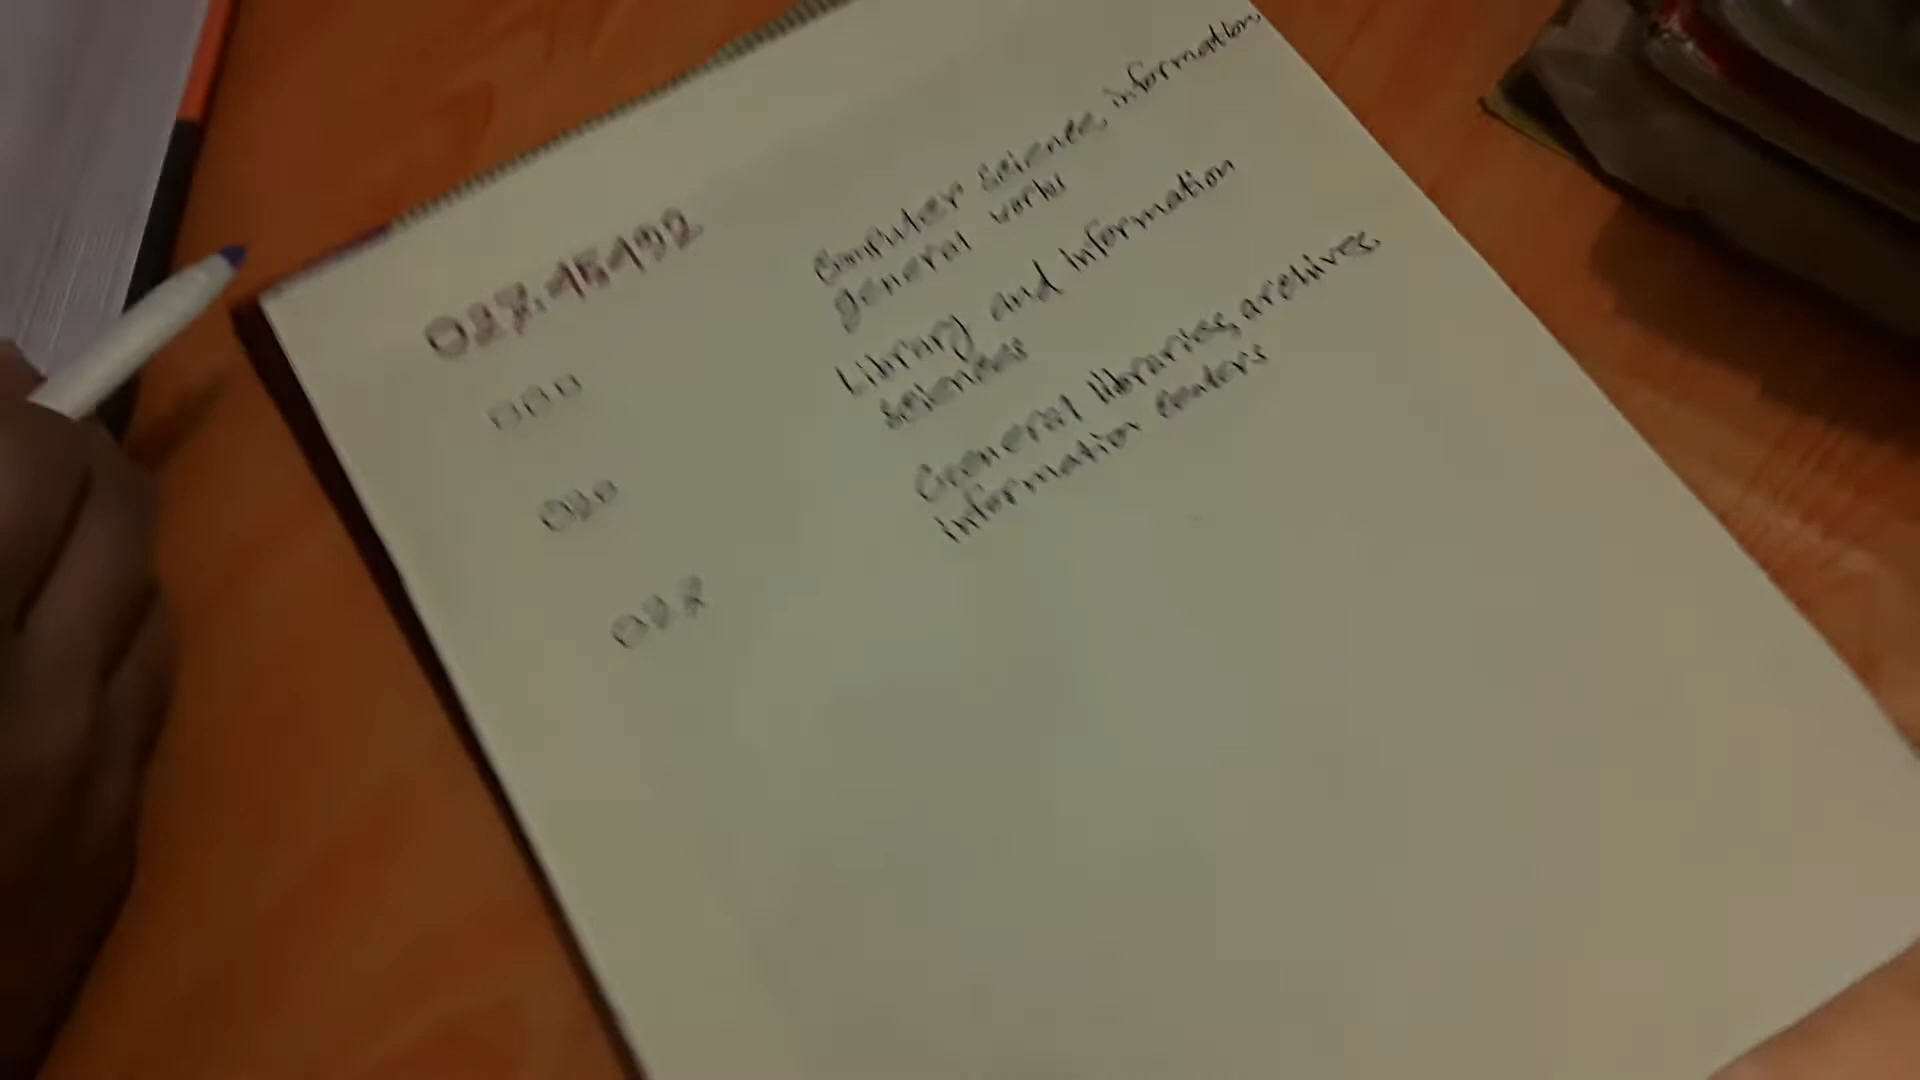 027.45492
000 Computer science, information,
general works
020 Library and information
sciences
027 General libraries, archives,
information centers